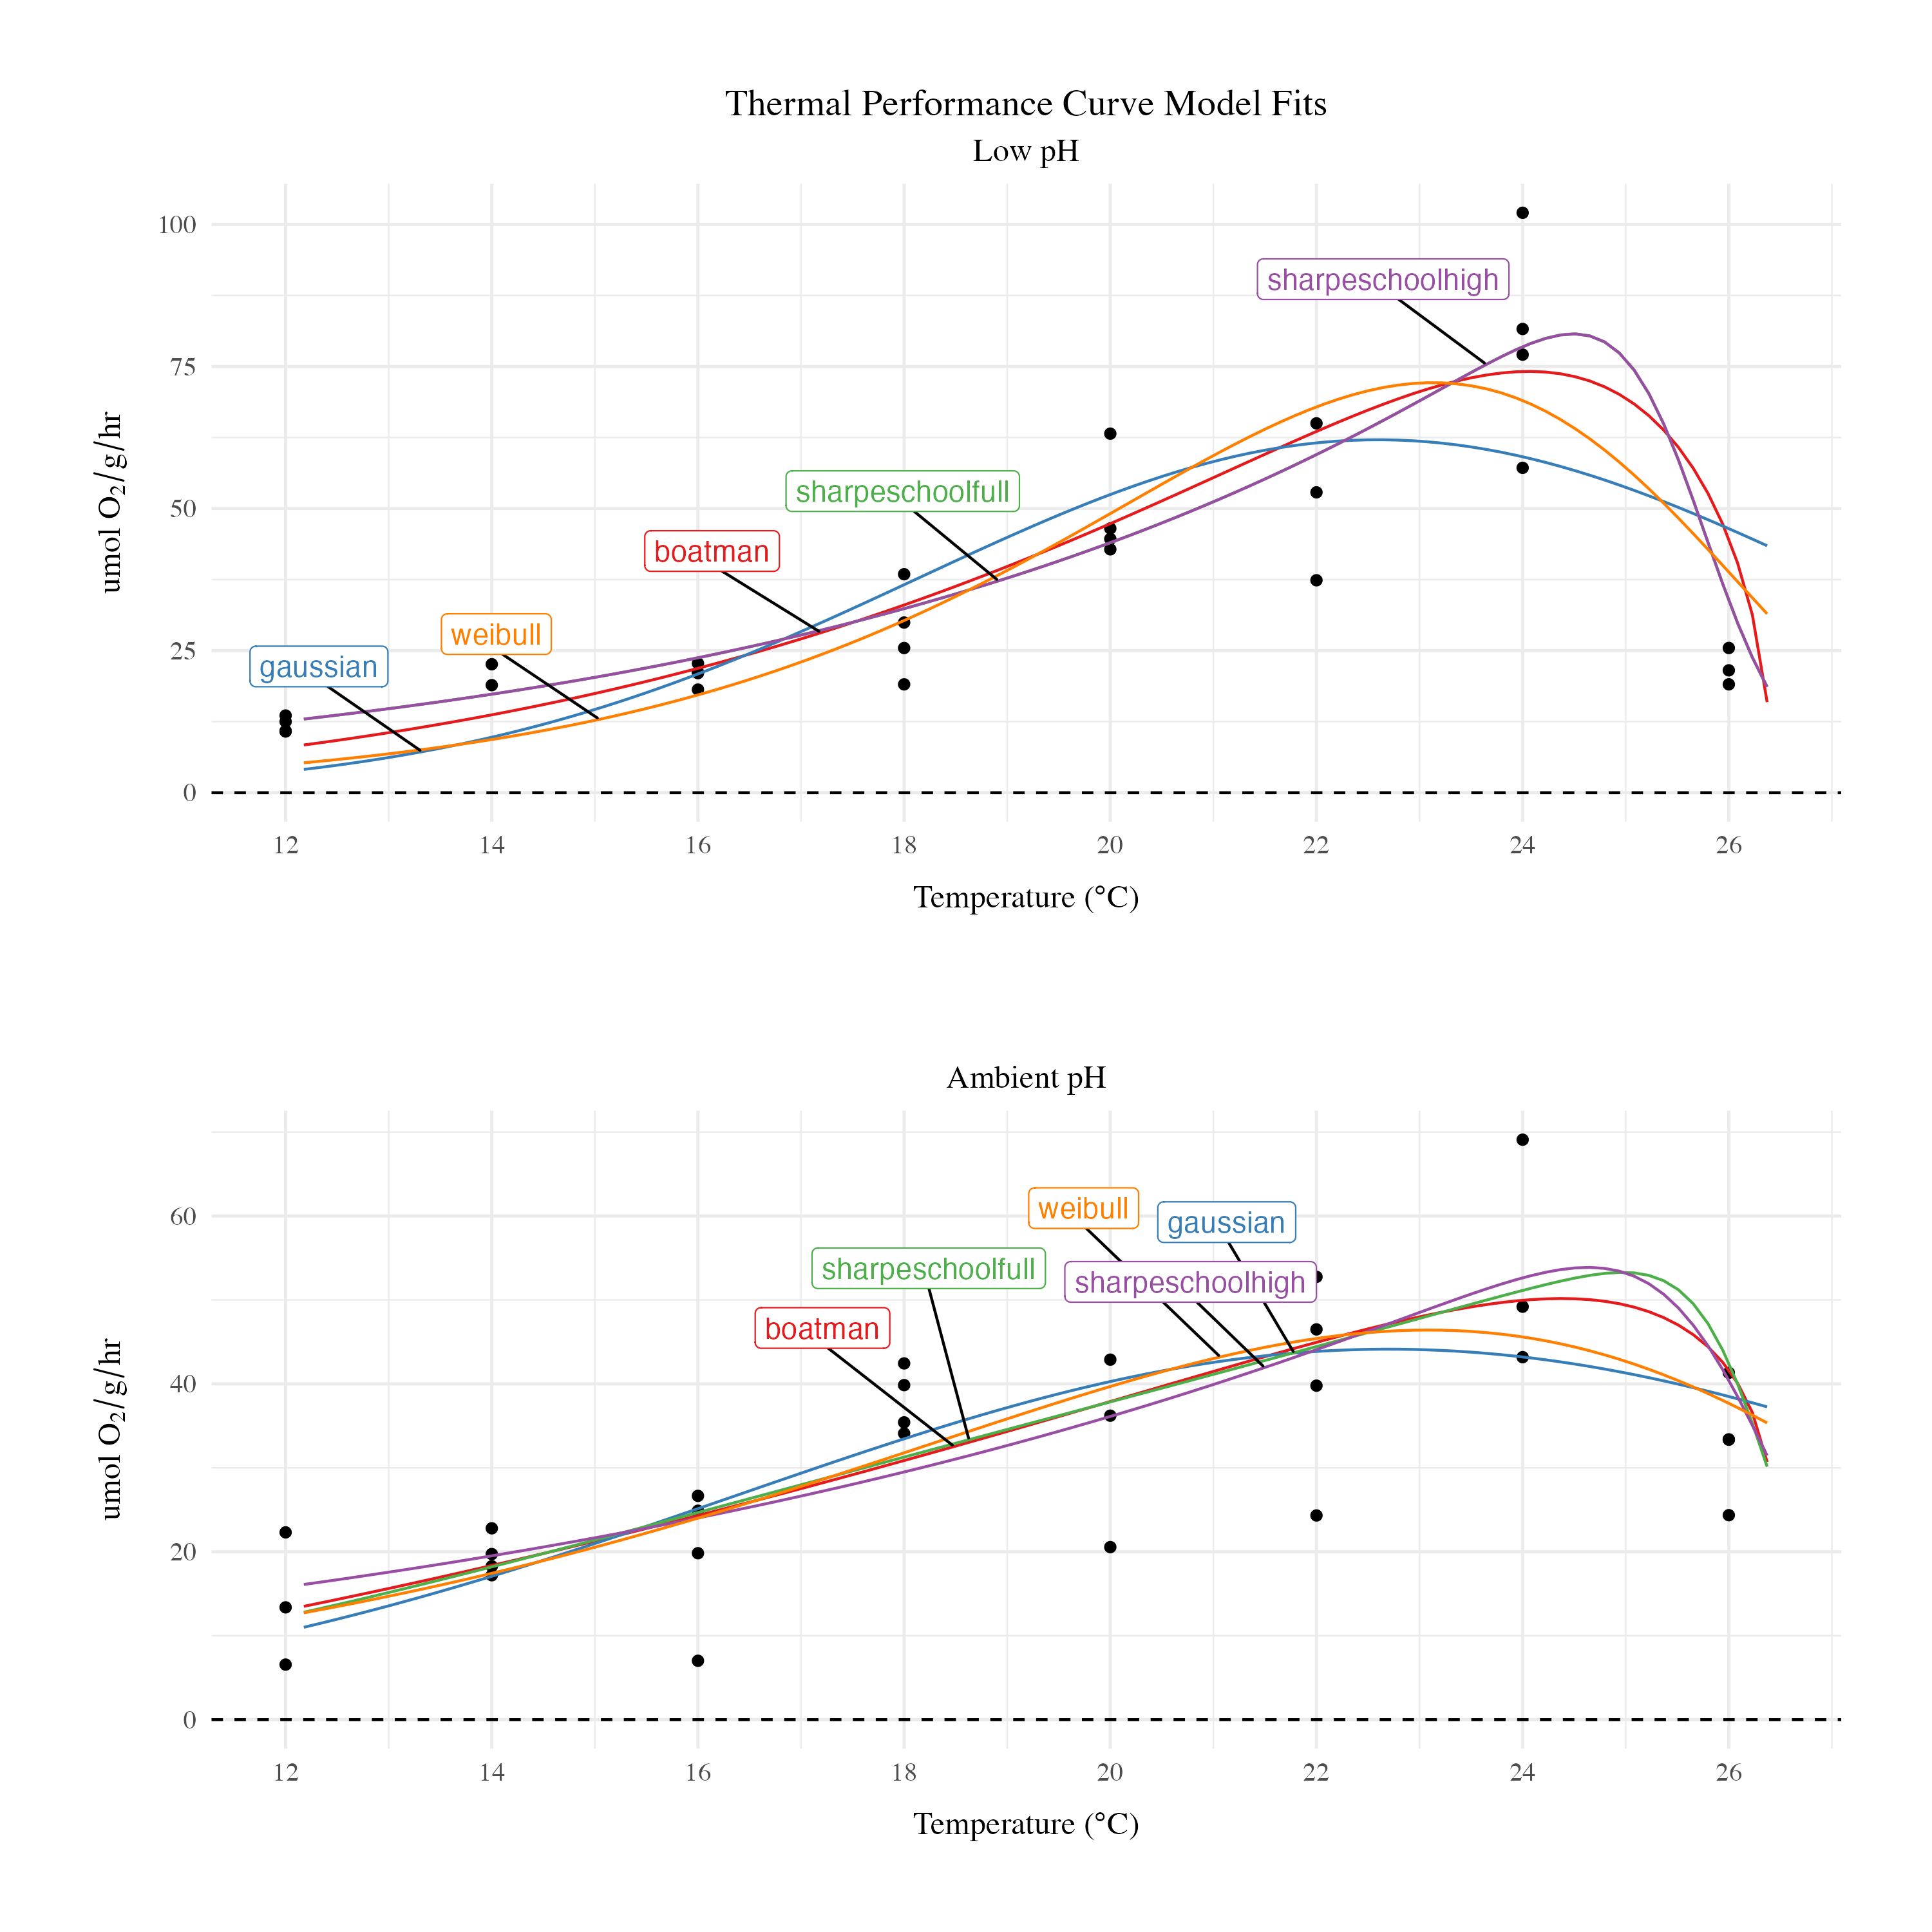 Thermal Performance Curve Model Fits
Low pH
umol O₂/g/hr
100
75
50
25
0
sharpeschoolhigh
sharpeschoolfull
boatman
weibull
gaussian
12 14 16 18 20 22 24 26
Temperature (°C)
Ambient pH
umol O₂/g/hr
60
40
20
0
weibull
gaussian
sharpeschoolfull
sharpeschoolhigh
boatman
12 14 16 18 20 22 24 26
Temperature (°C)